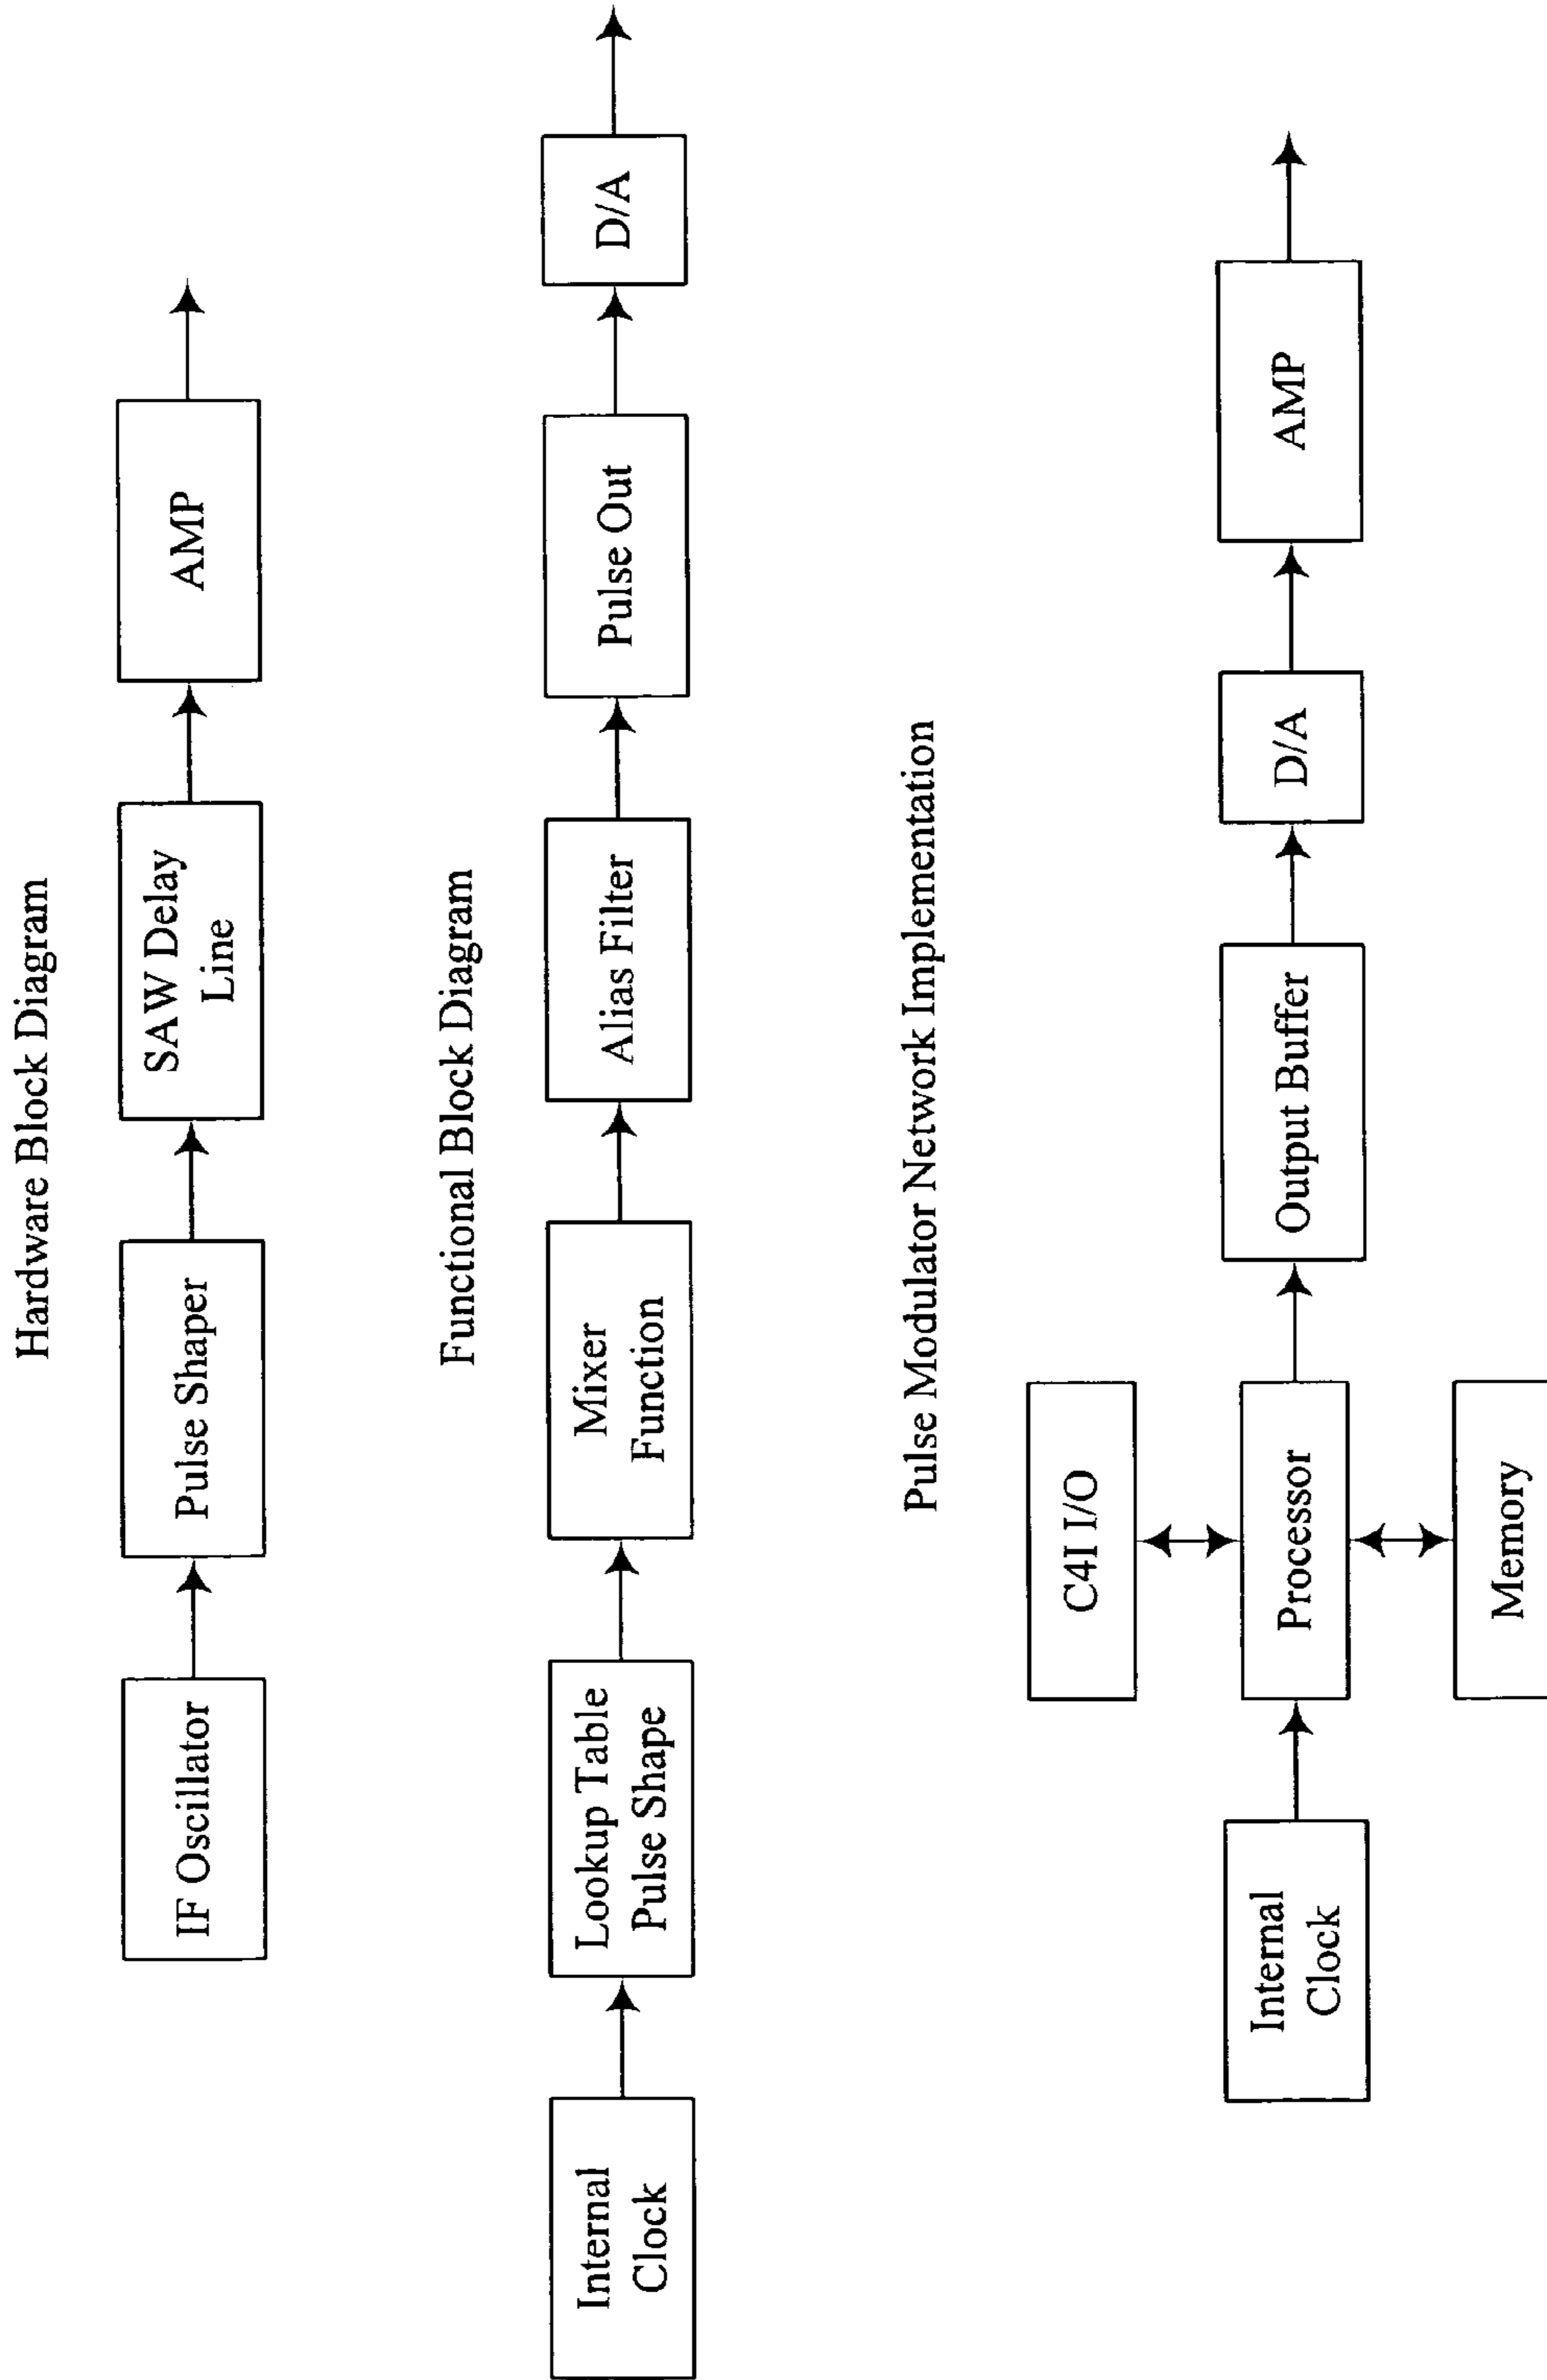 Hardware Block Diagram
IF Oscillator
Pulse Shaper
SAW Delay
Line
AMP
Functional Block Diagram
Internal
Clock
Lookup Table
Pulse Shape
Mixer
Function
Alias Filter
Pulse Out
D/A
Pulse Modulator Network Implementation
Internal
Clock
C4I I/O
Processor
Memory
Output Buffer
D/A
AMP